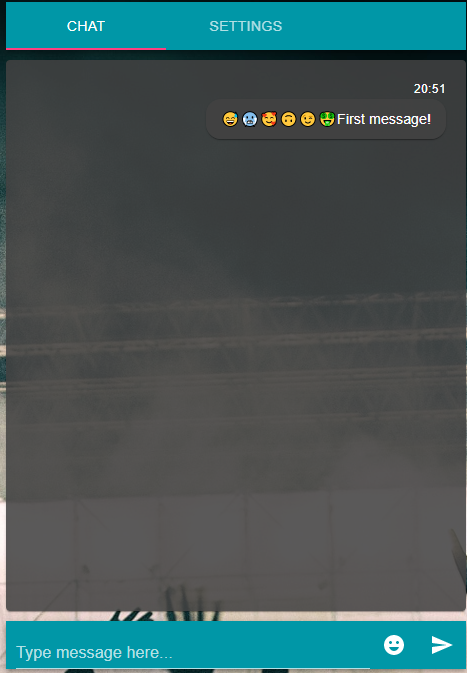 CHAT
SETTINGS
20:51
😅🥶🥰🙃🙂🤑First message!
Type message here...